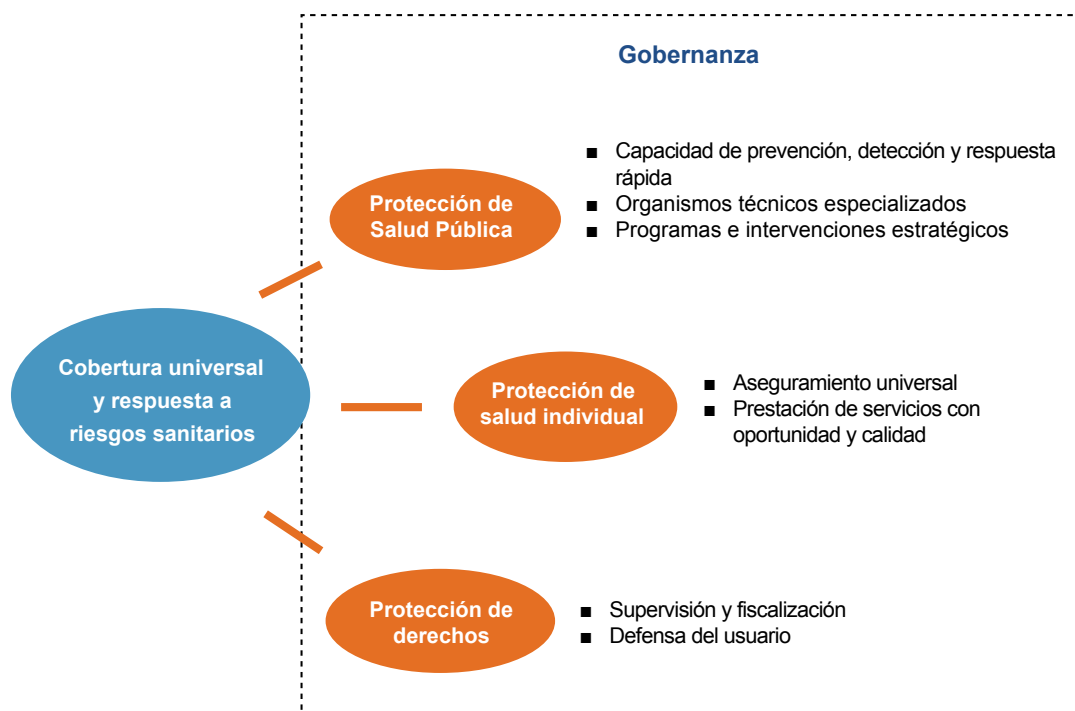 Gobernanza
■ Capacidad de prevención, detección y respuesta
rápida
■ Organismos técnicos especializados
■ Programas e intervenciones estratégicos
Protección de
Salud Pública
Cobertura universal
y respuesta a
riesgos sanitarios
Protección de
salud individual
■ Aseguramiento universal
■ Prestación de servicios con
oportunidad y calidad
Protección de
derechos
■ Supervisión y fiscalización
■ Defensa del usuario